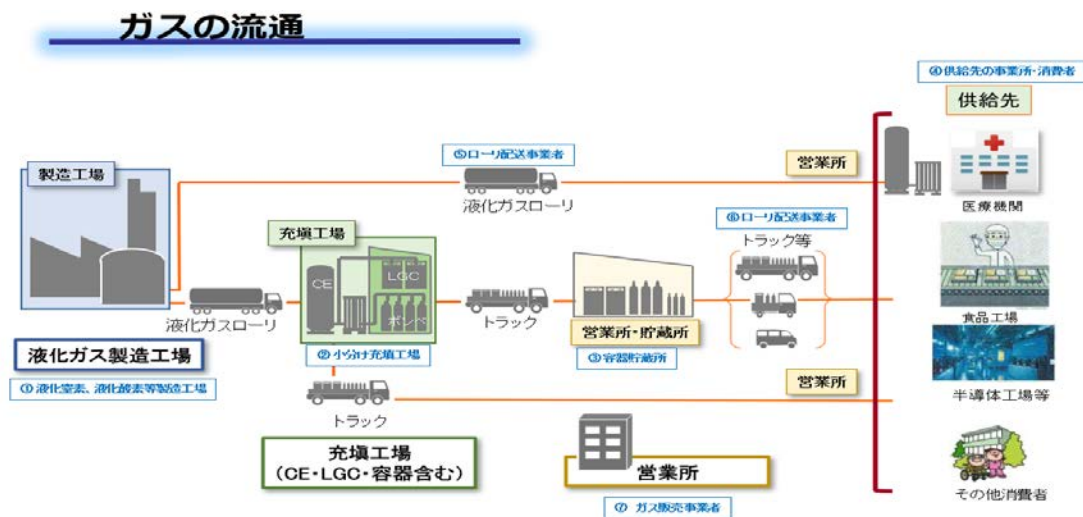 ガスの流通
④供給先の事業所・消費者
供給先
⑤ローリ配送事業者
営業所
製造工場
液化ガスローリ
医療機関
⑥ローリ配送事業者
トラック等
充塡工場
CE
LGC
ボンベ
液化ガスローリ
トラック
営業所・貯蔵所
食品工場
液化ガス製造工場
②小分け充塡工場
③容器貯蔵所
①液化窒素、液化酸素等製造工場
営業所
半導体工場等
トラック
充塡工場
(CE・LGC・容器含む)
営業所
その他消費者
⑦ ガス販売事業者